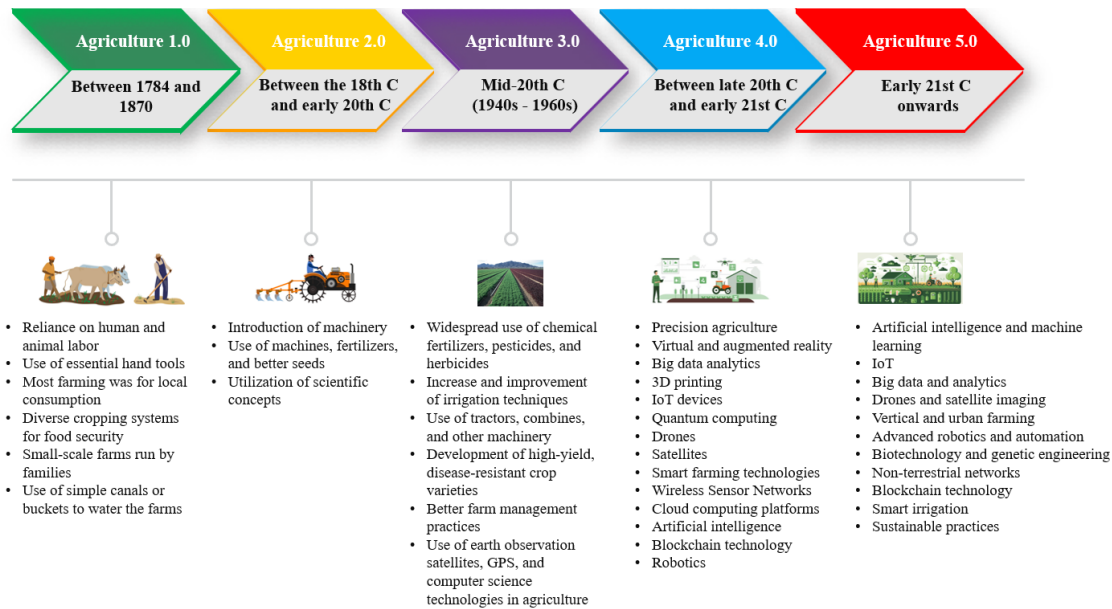 Agriculture 1.0
Between 1784 and
1870
Agriculture 2.0
Between the 18th C
and early 20th C
Agriculture 3.0
Mid-20th C
(1940s - 1960s)
Agriculture 4.0
Between late 20th C
and early 21st C
Agriculture 5.0
Early 21st C
onwards
• Reliance on human and
animal labor
• Use of essential hand tools
• Most farming was for local
consumption
• Diverse cropping systems
for food security
• Small-scale farms run by
families
• Use of simple canals or
buckets to water the farms
• Introduction of machinery
• Use of machines, fertilizers,
and better seeds
• Utilization of scientific
concepts
• Widespread use of chemical
fertilizers, pesticides, and
herbicides
• Increase and improvement
of irrigation techniques
• Use of tractors, combines,
and other machinery
• Development of high-yield,
disease-resistant crop
varieties
• Better farm management
practices
• Use of earth observation
satellites, GPS, and
computer science
technologies in agriculture
• Precision agriculture
• Virtual and augmented reality
• Big data analytics
• 3D printing
• IoT devices
• Quantum computing
• Drones
• Satellites
• Smart farming technologies
• Wireless Sensor Networks
• Cloud computing platforms
• Artificial intelligence
• Blockchain technology
• Robotics
• Artificial intelligence and machine
learning
• IoT
• Big data and analytics
• Drones and satellite imaging
• Vertical and urban farming
• Advanced robotics and automation
• Biotechnology and genetic engineering
• Non-terrestrial networks
• Blockchain technology
• Smart irrigation
• Sustainable practices